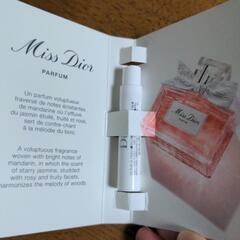 Miss Dior
PARFUM
Un parfum voluptueux
traversé de notes éclatantes
de mandarine où l'effluve
du jasmin étoilé, fruité et rosé,
sert de contre-chant
à la mélodie du bois.
A voluptuous fragrance
woven with bright notes of
mandarin, in which the scent
of starry jasmine, studded
with rosy and fruity facets,
harmonizes the melody of woods.
Miss Dior